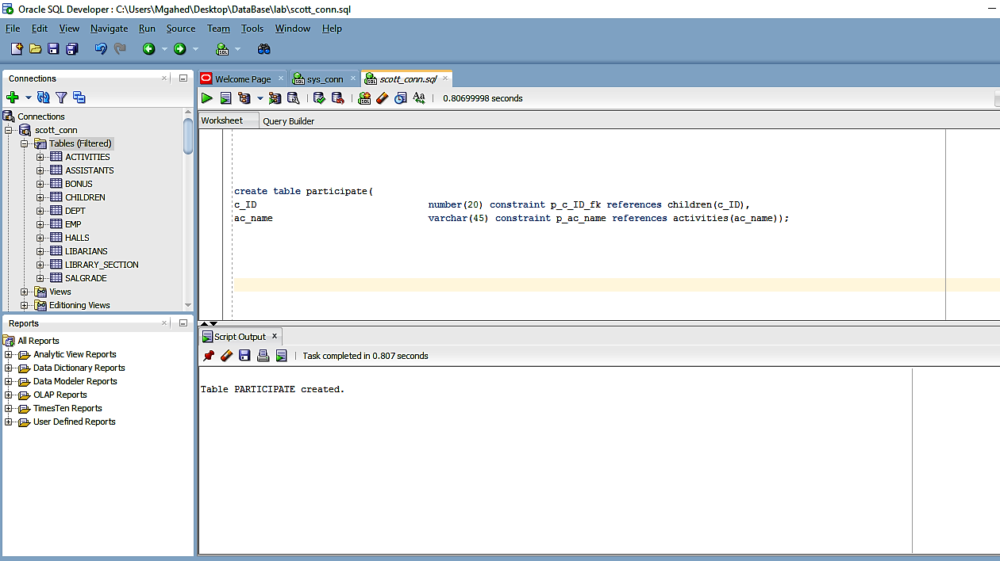 Oracle SQL Developer : C:\Users\Mgahed\Desktop\DataBase\lab\scott_conn.sql
File Edit View Navigate Run Source Team Tools Window Help
Connections
Connections
scott_conn
Tables (Filtered)
ACTIVITIES
ASSISTANTS
BONUS
CHILDREN
DEPT
EMP
HALLS
LIBARIANS
LIBRARY_SECTION
SALGRADE
Views
Editioning Views
Reports
All Reports
Analytic View Reports
Data Dictionary Reports
Data Modeler Reports
OLAP Reports
TimesTen Reports
User Defined Reports
Welcome Page sys_conn scott_conn.sql
0.80699998 seconds
Worksheet Query Builder
create table participate(
c_ID number(20) constraint p_c_ID_fk references children(c_ID),
ac_name varchar(45) constraint p_ac_name references activities(ac_name));
Script Output x
Task completed in 0.807 seconds
Table PARTICIPATE created.